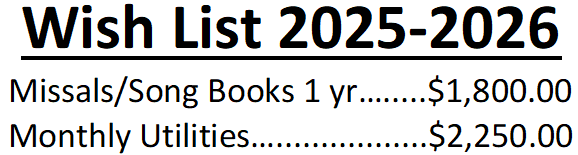 Wish List 2025-2026
Missals/Song Books 1 yr……..$1,800.00
Monthly Utilities…..................$2,250.00